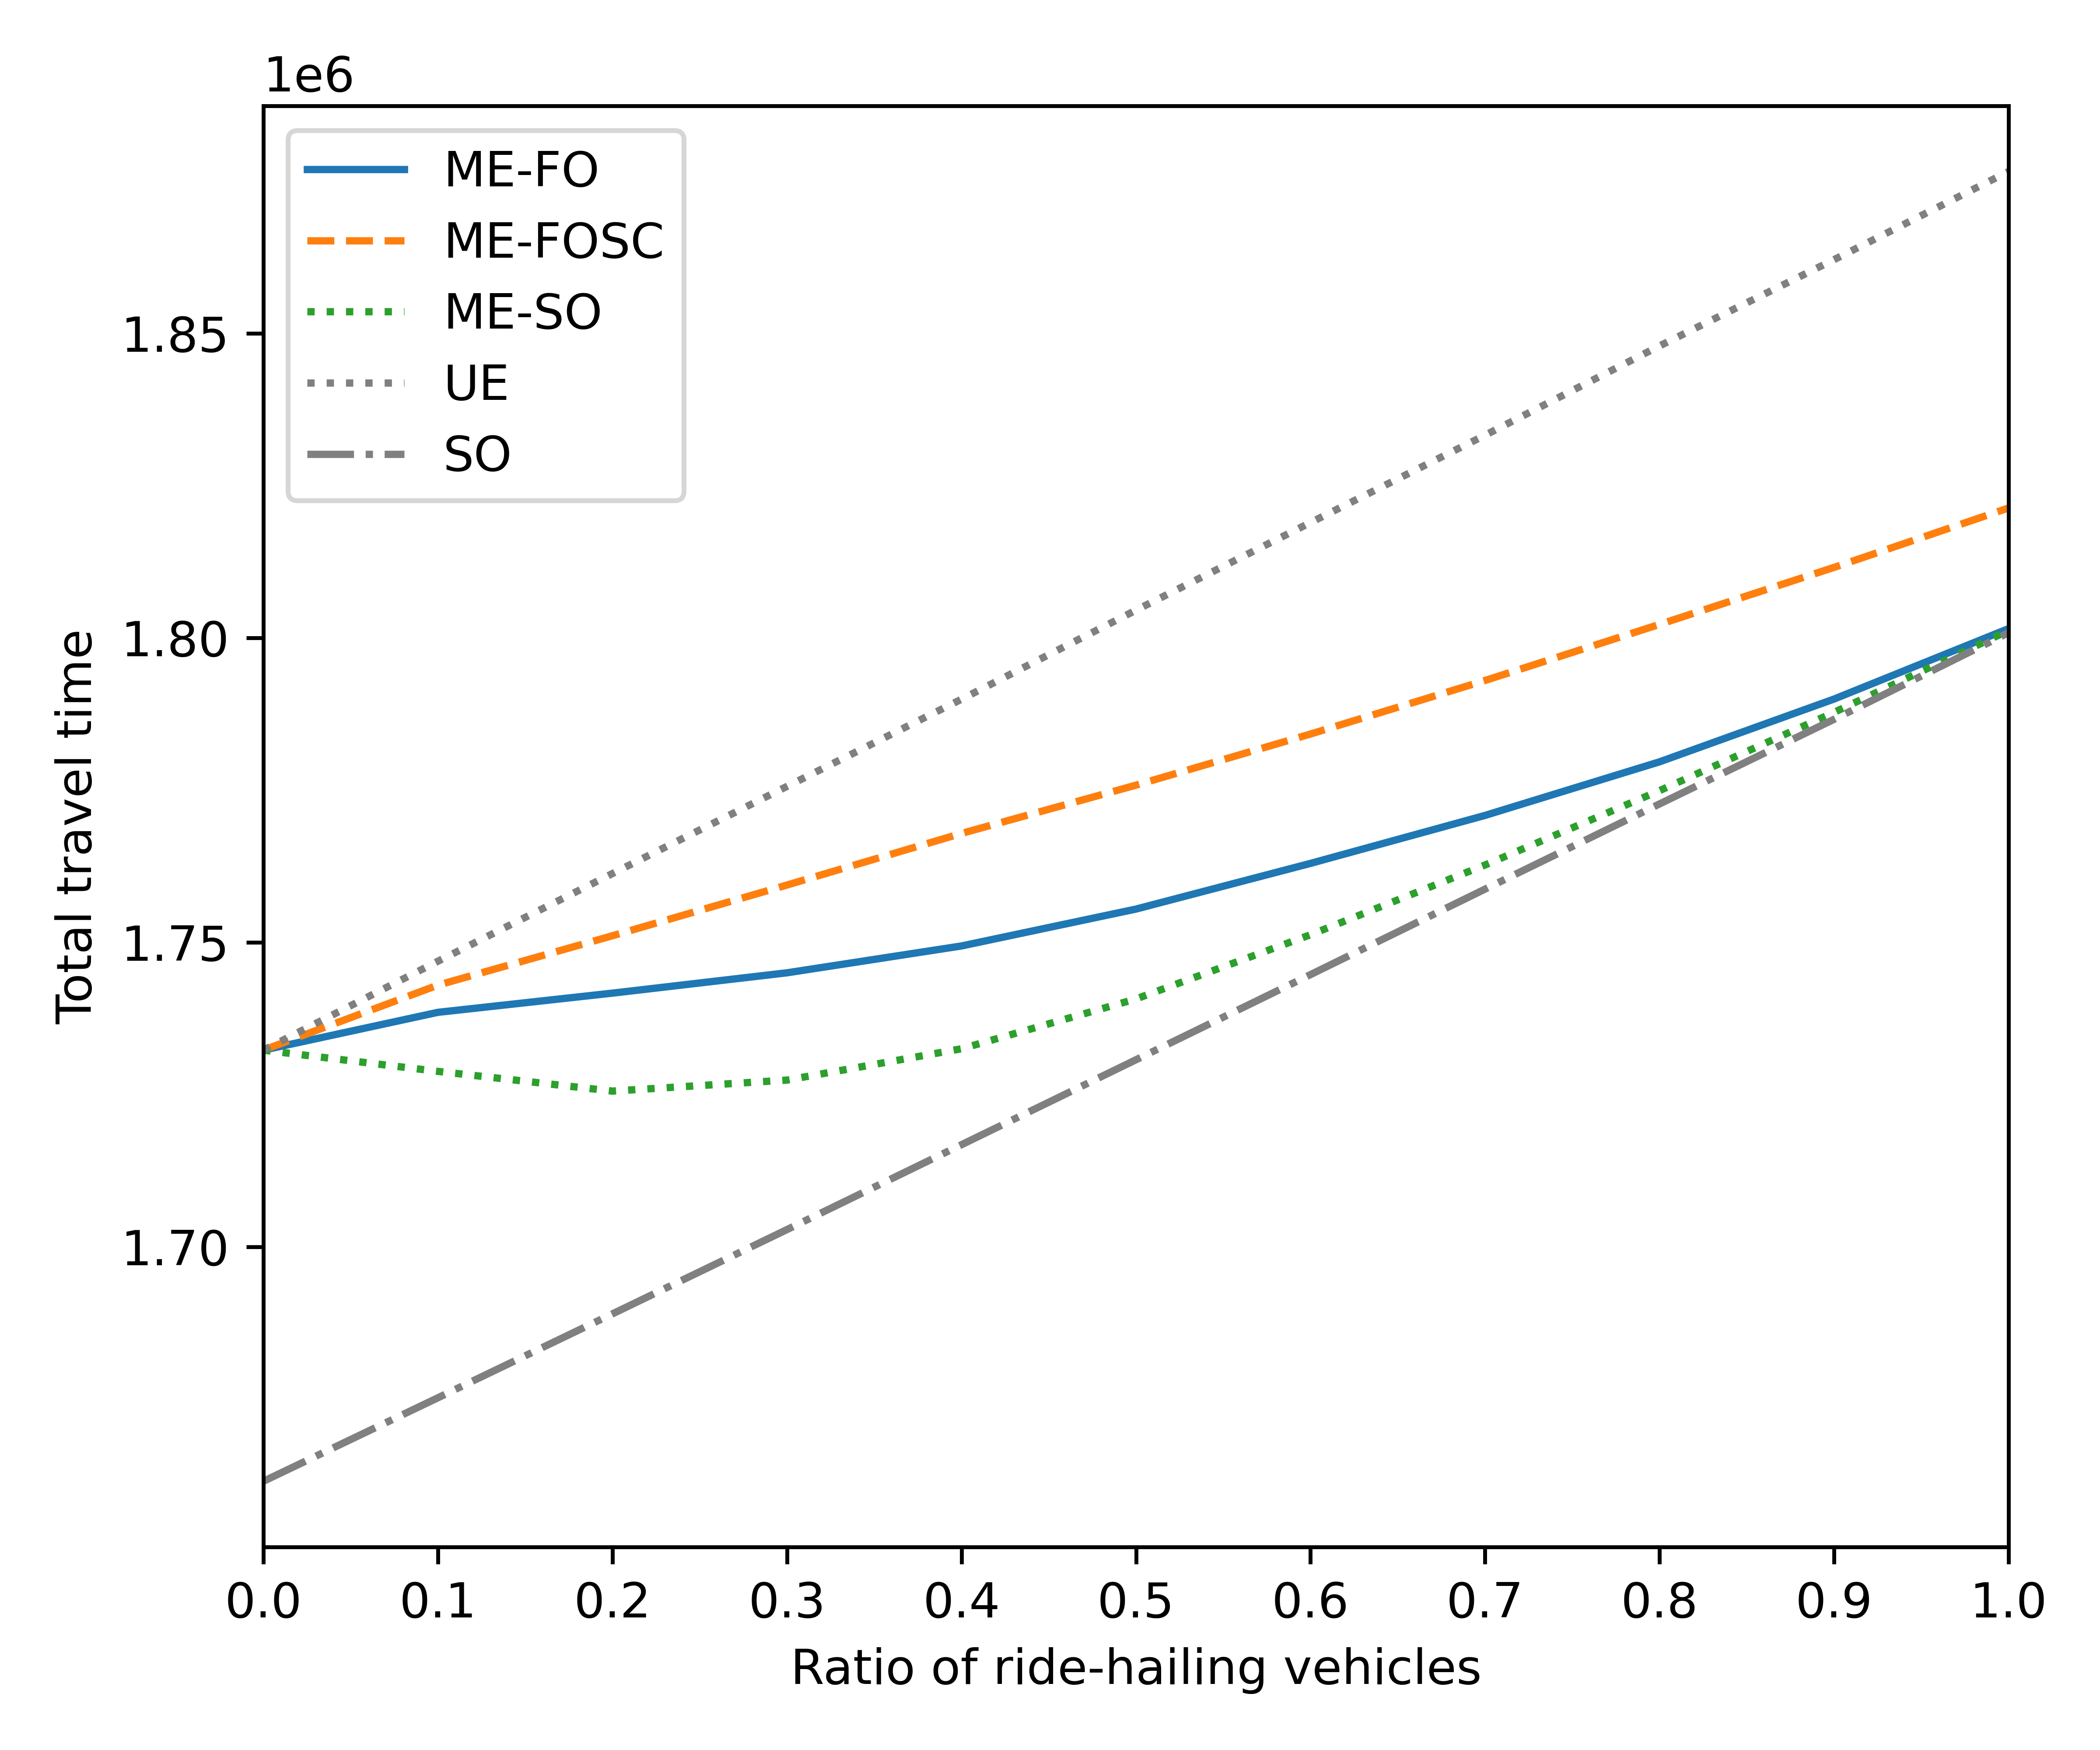 1e6
ME-FO
ME-FOSC
ME-SO
UE
SO
1.85
1.80
1.75
1.70
Total travel time
0.0 0.1 0.2 0.3 0.4 0.5 0.6 0.7 0.8 0.9 1.0
Ratio of ride-hailing vehicles